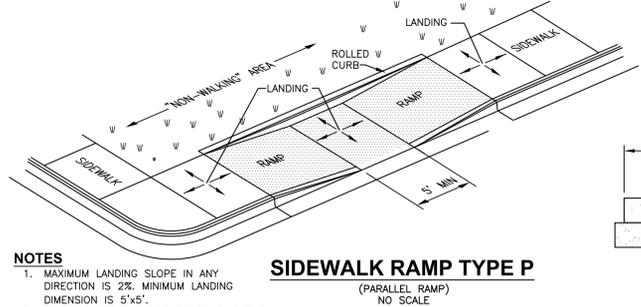 LANDING
SIDEWALK
ROLLED
CURB
"NON-WALKING" AREA
LANDING
RAMP
RAMP
SIDEWALK
5' MIN
NOTES
1. MAXIMUM LANDING SLOPE IN ANY
DIRECTION IS 2%. MINIMUM LANDING
DIMENSION IS 5'x5'.
SIDEWALK RAMP TYPE P
(PARALLEL RAMP)
NO SCALE